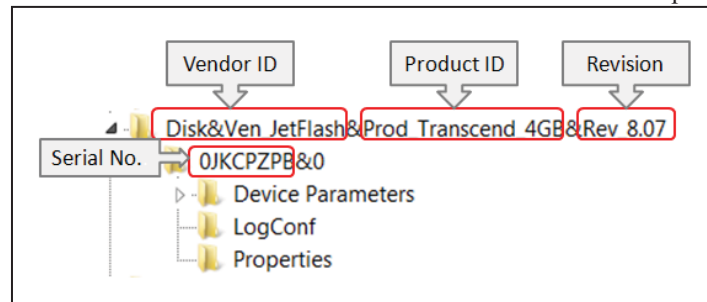 Vendor ID
Product ID
Revision
Disk&Ven_JetFlash&Prod_Transcend_4GB&Rev_8.07
Serial No.
0JKCPZPB&0
Device Parameters
LogConf
Properties